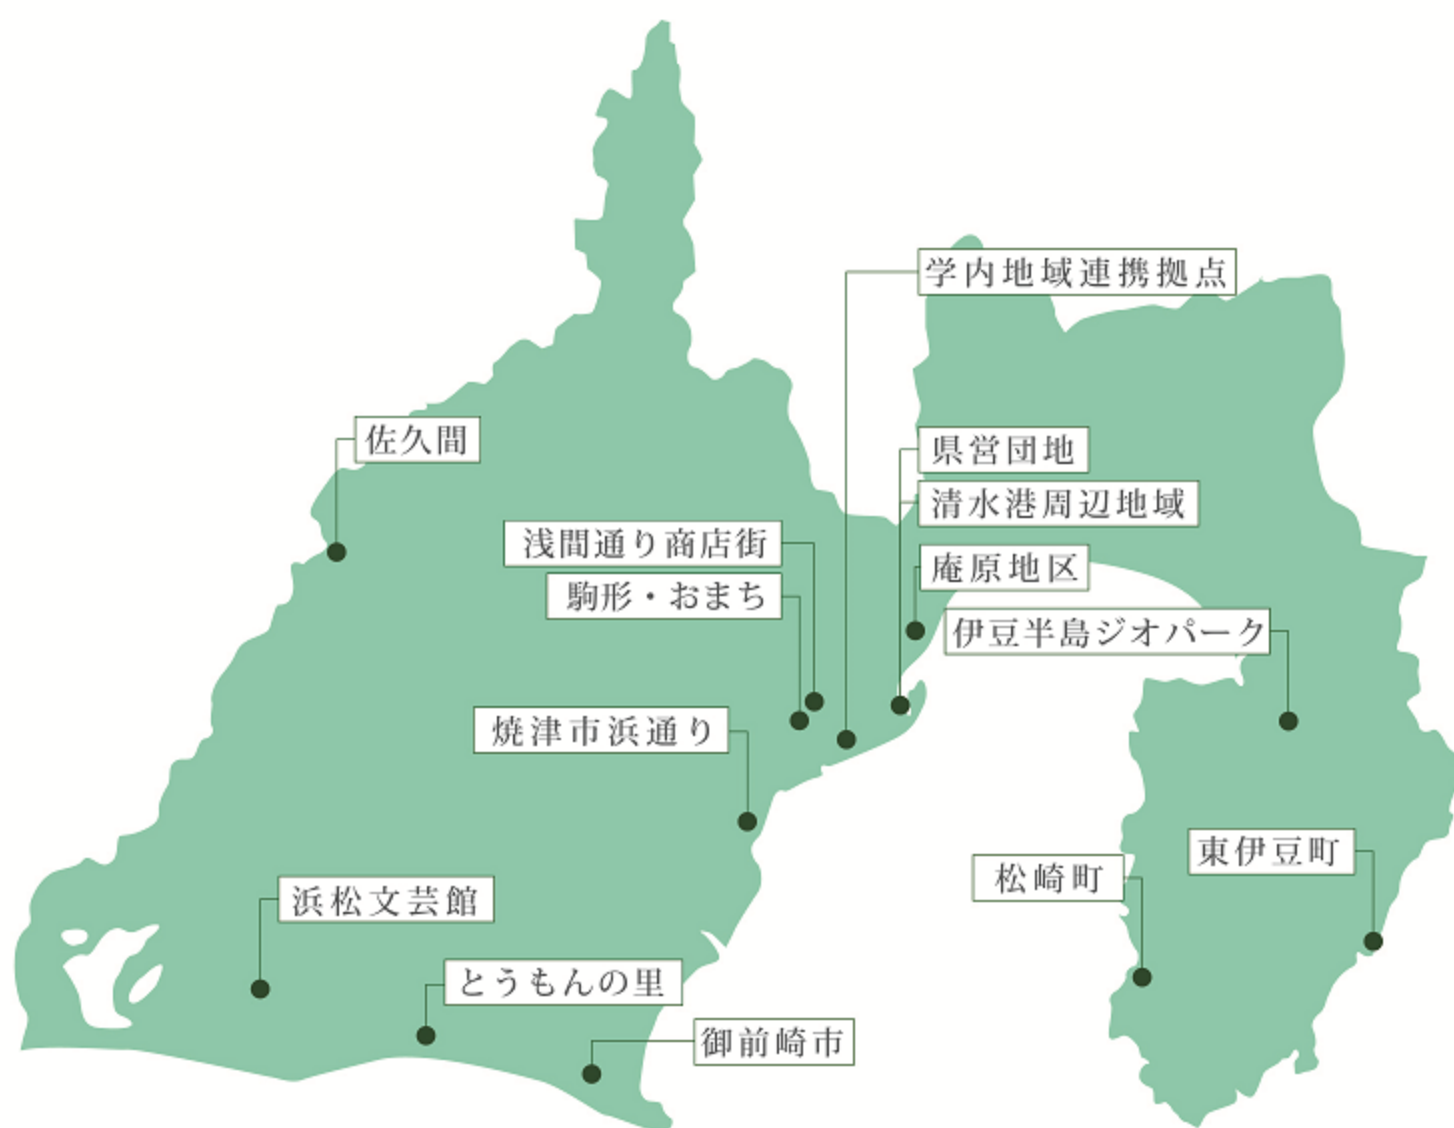 学内地域連携拠点
佐久間
県営団地
清水港周辺地域
浅間通り商店街
庵原地区
駒形・おまち
伊豆半島ジオパーク
焼津市浜通り
東伊豆町
松崎町
浜松文芸館
とうもんの里
御前崎市